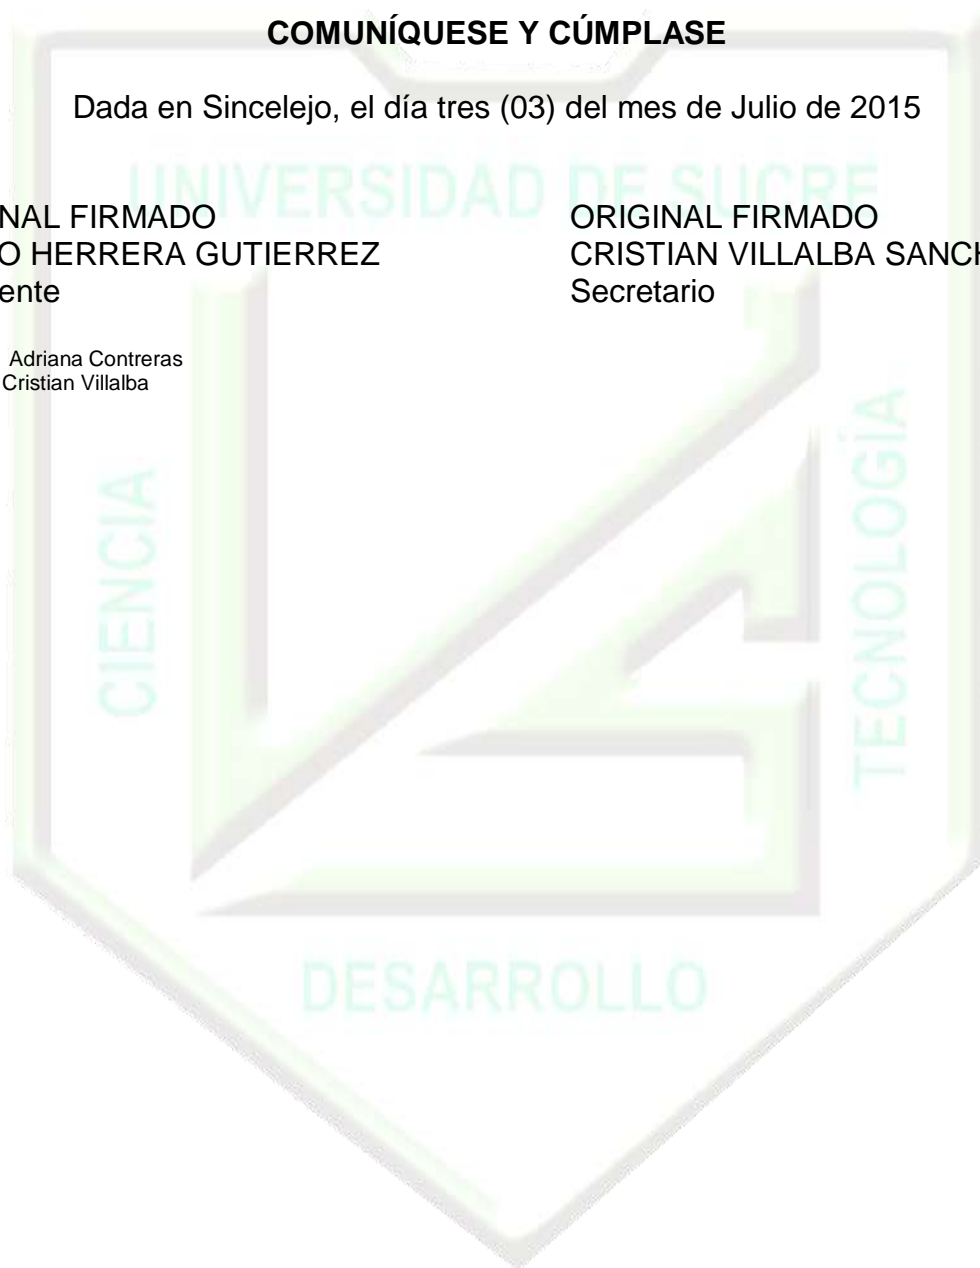 COMUNÍQUESE Y CÚMPLASE
Dada en Sincelejo, el día tres (03) del mes de Julio de 2015
UNIVERSIDAD DE SUCRE
NAL FIRMADO
O HERRERA GUTIERREZ
ente
ORIGINAL FIRMADO
CRISTIAN VILLALBA SANCH
Secretario
Adriana Contreras
Cristian Villalba
CIENCIA
TECNOLOGÍA
DESARROLLO